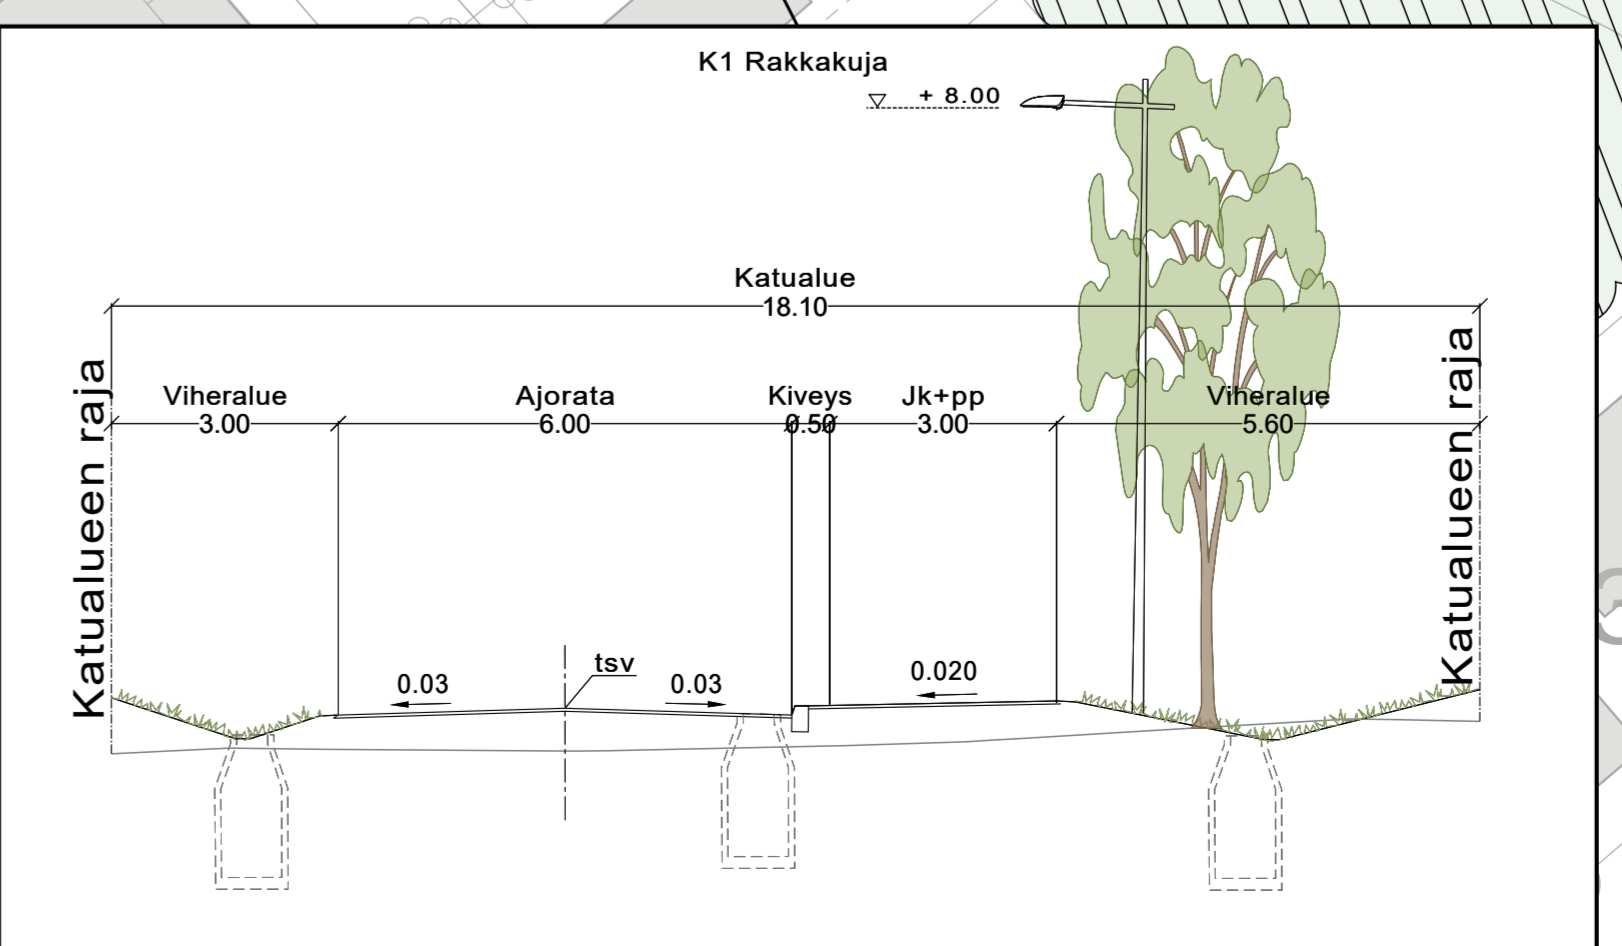 K1 Rakkakuja
+ 8.00
Katualue
18.10
Katualueen raja
Viheralue
3.00
Ajorata
6.00
Kiveys
0.50
Jk+pp
3.00
Viheralue
5.60
Katualueen raja
0.03
tsv
0.03
0.020